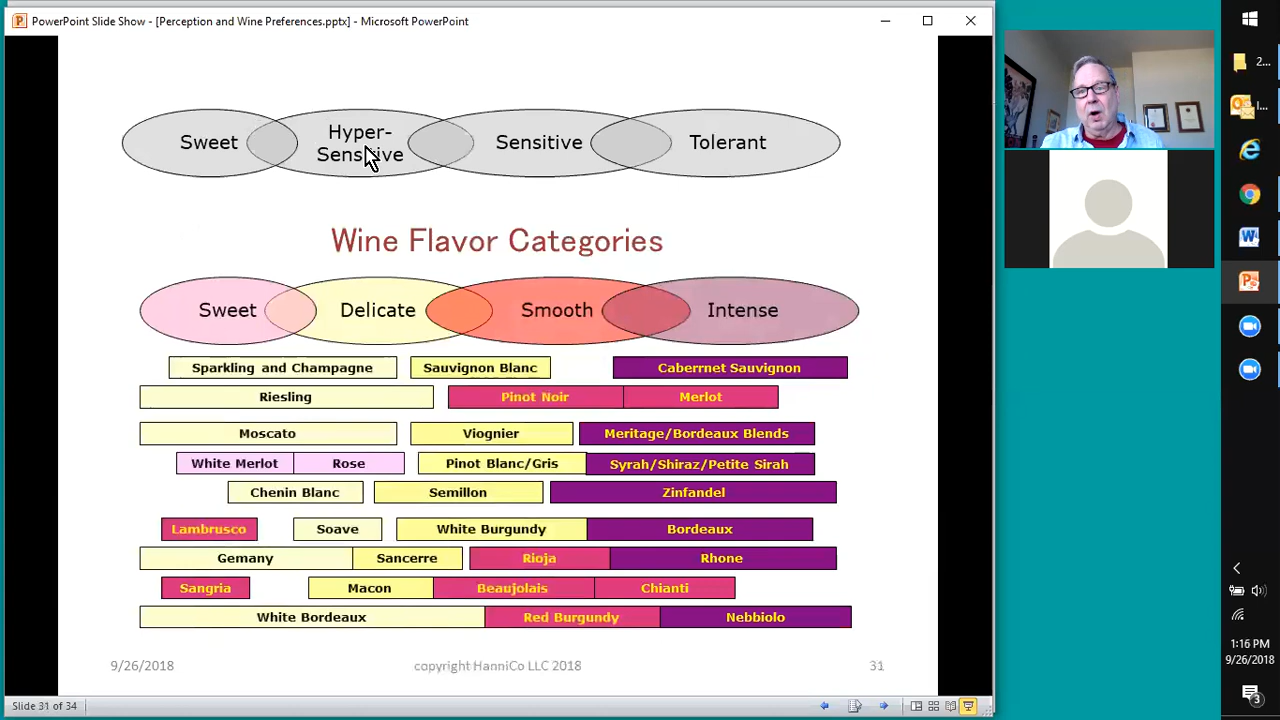 PowerPoint Slide Show - [Perception and Wine Preferences.pptx] - Microsoft PowerPoint
2...
Sweet
Hyper-
Sensitive
Sensitive
Tolerant
Wine Flavor Categories
Sweet
Delicate
Smooth
Intense
Sparkling and Champagne
Sauvignon Blanc
Caberrnet Sauvignon
Riesling
Pinot Noir
Merlot
Moscato
Viognier
Meritage/Bordeaux Blends
White Merlot
Rose
Pinot Blanc/Gris
Syrah/Shiraz/Petite Sirah
Chenin Blanc
Semillon
Zinfandel
Lambrusco
Soave
White Burgundy
Bordeaux
Gemany
Sancerre
Rioja
Rhone
Sangria
Macon
Beaujolais
Chianti
White Bordeaux
Red Burgundy
Nebbiolo
9/26/2018
copyright HanniCo LLC 2018
31
Slide 31 of 34
1:16 PM
9/26/2018
3